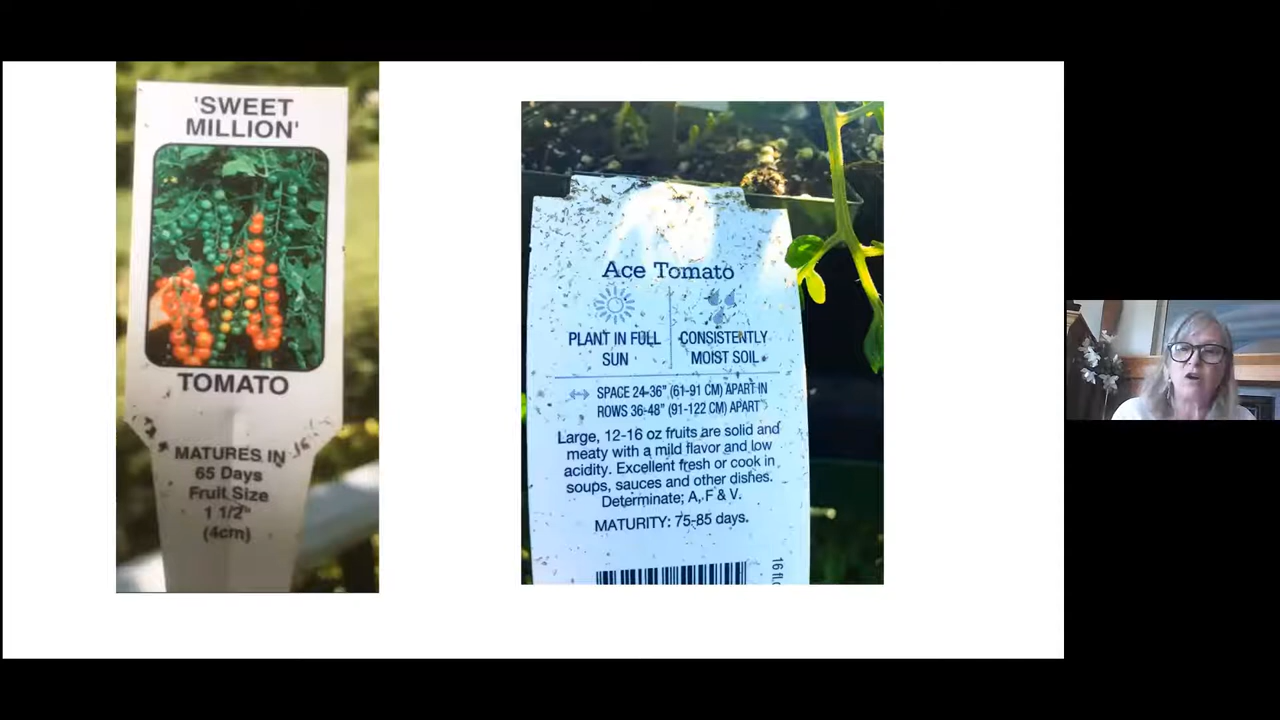 'SWEET
MILLION'
TOMATO
MATURES IN
65 Days
Fruit Size
1 1/2"
(4cm)
Ace Tomato
PLANT IN FULL
SUN
CONSISTENTLY
MOIST SOIL
SPACE 24-36" (61-91 CM) APART IN
ROWS 36-48" (91-122 CM) APART
Large, 12-16 oz fruits are solid and
meaty with a mild flavor and low
acidity. Excellent fresh or cook in
soups, sauces and other dishes.
Determinate; A, F & V.
MATURITY: 75-85 days.
16 fl.